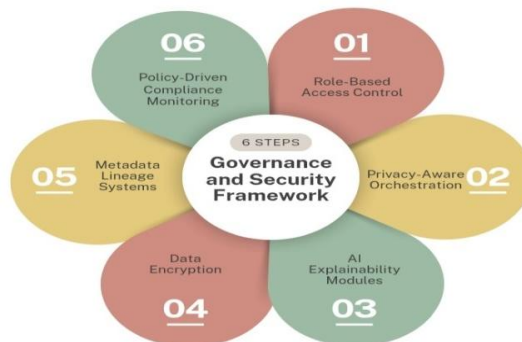 6 STEPS
Governance
and Security
Framework
01
Role-Based
Access Control
Privacy-Aware
Orchestration
02
AI
Explainability
Modules
03
Data
Encryption
04
05
Metadata
Lineage
Systems
06
Policy-Driven
Compliance
Monitoring